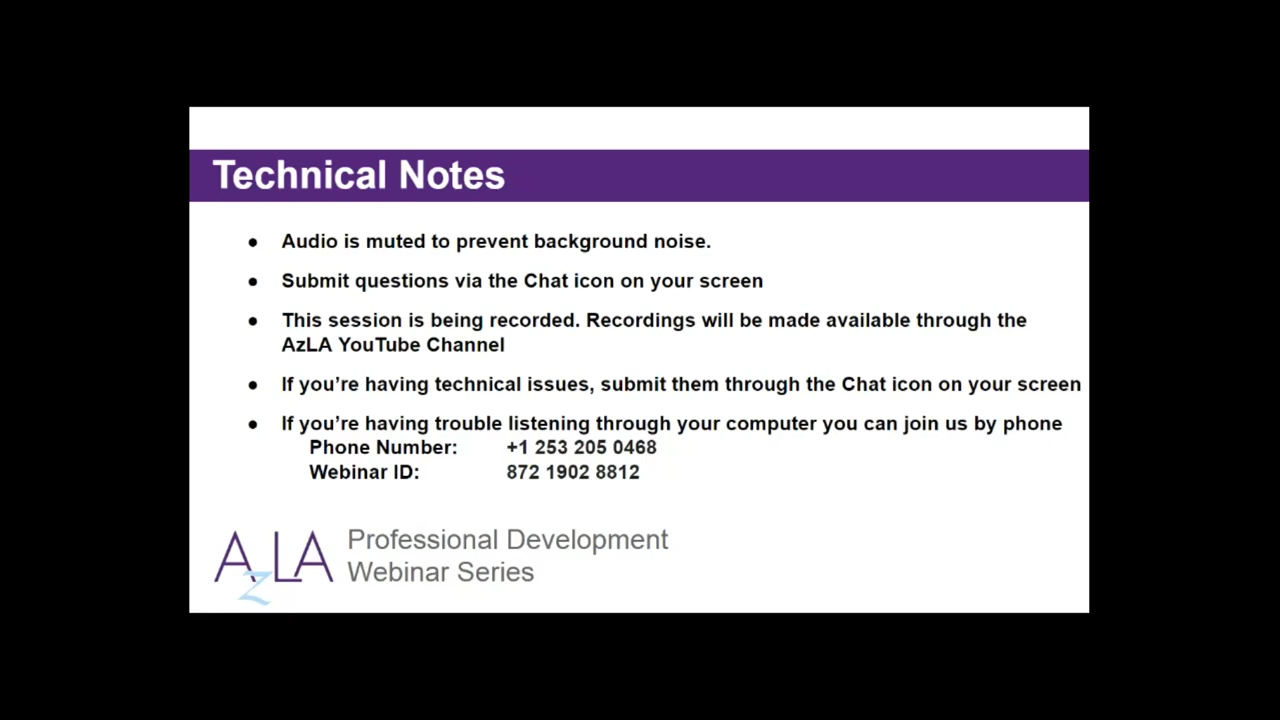 Technical Notes
● Audio is muted to prevent background noise.
● Submit questions via the Chat icon on your screen
● This session is being recorded. Recordings will be made available through the
AzLA YouTube Channel
● If you're having technical issues, submit them through the Chat icon on your screen
● If you're having trouble listening through your computer you can join us by phone
Phone Number: +1 253 205 0468
Webinar ID: 872 1902 8812
AzLA
Professional Development
Webinar Series